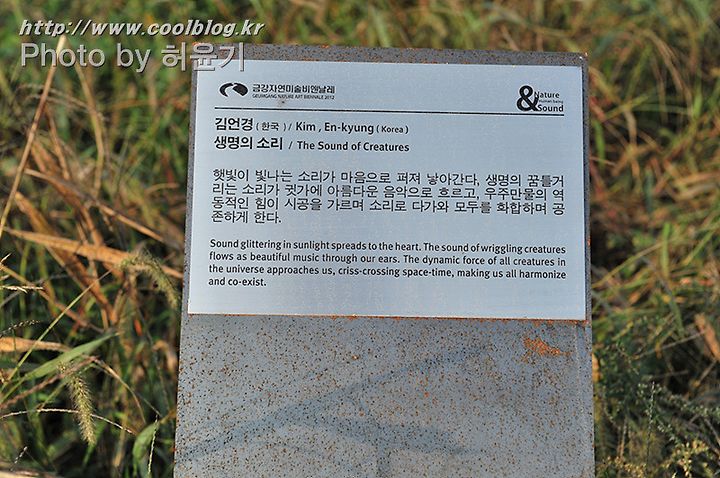 http://www.coolblog.kr
Photo by 허윤기
금강자연미술비엔날레
GEUMGANG NATURE ART BIENNALE 2012
& Nature
Human being
Sound
김언경 ( 한국 ) / Kim , En-kyung ( Korea )
생명의 소리 / The Sound of Creatures
햇빛이 빛나는 소리가 마음으로 퍼져 낳아간다, 생명의 꿈틀거
리는 소리가 귓가에 아름다운 음악으로 흐르고, 우주만물의 역
동적인 힘이 시공을 가르며 소리로 다가와 모두를 화합하며 공
존하게 한다.
Sound glittering in sunlight spreads to the heart. The sound of wriggling creatures
flows as beautiful music through our ears. The dynamic force of all creatures in
the universe approaches us, criss-crossing space-time, making us all harmonize
and co-exist.